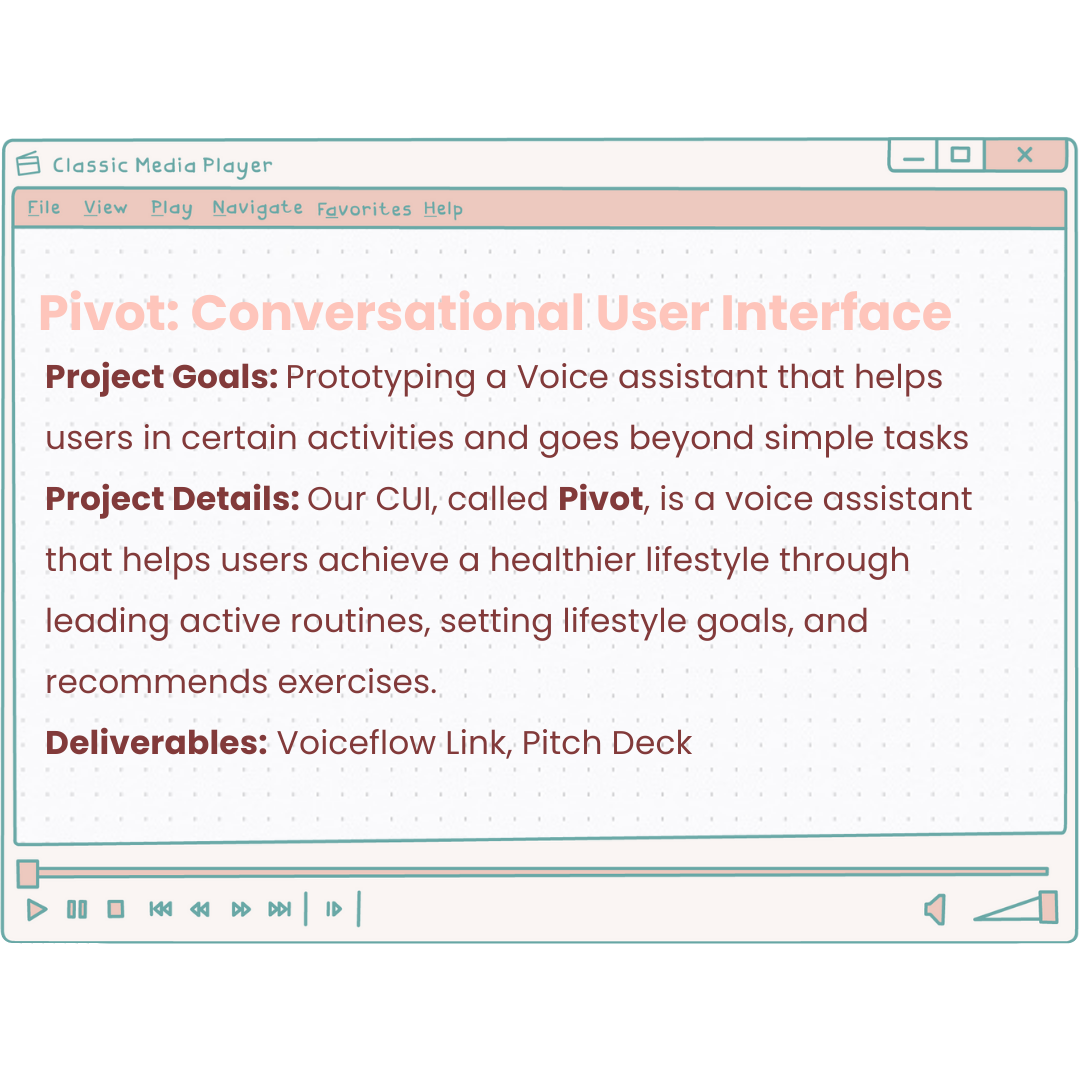 Classic Media Player
File View Play Navigate Favorites Help
Pivot: Conversational User Interface
Project Goals: Prototyping a Voice assistant that helps
users in certain activities and goes beyond simple tasks
Project Details: Our CUI, called Pivot, is a voice assistant
that helps users achieve a healthier lifestyle through
leading active routines, setting lifestyle goals, and
recommends exercises.
Deliverables: Voiceflow Link, Pitch Deck